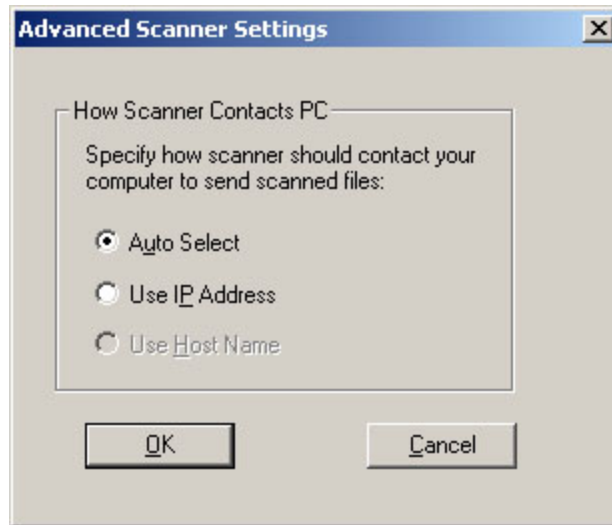 Advanced Scanner Settings
How Scanner Contacts PC
Specify how scanner should contact your
computer to send scanned files:
Auto Select
Use IP Address
Use Host Name
OK
Cancel